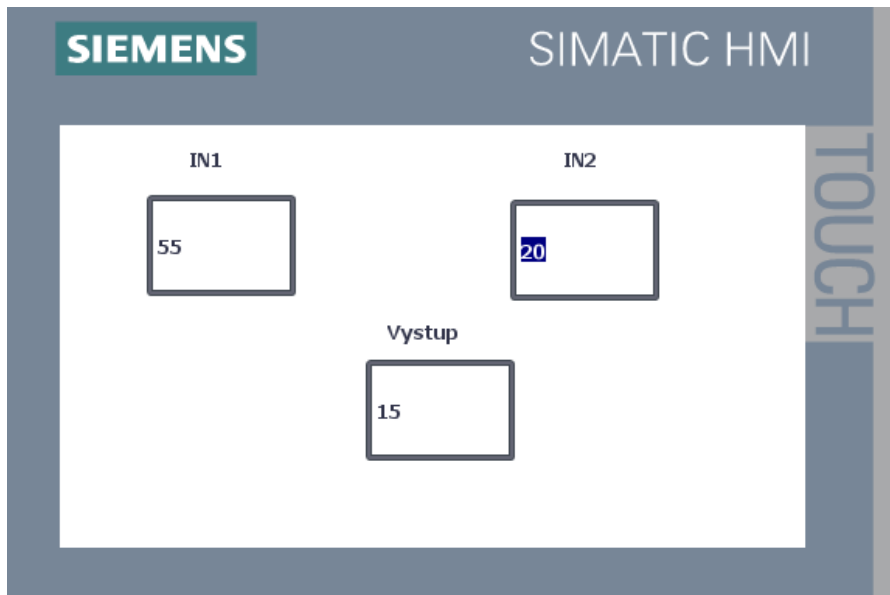 SIEMENS
SIMATIC HMI
TOUCH
IN1
IN2
55
20
Vystup
15